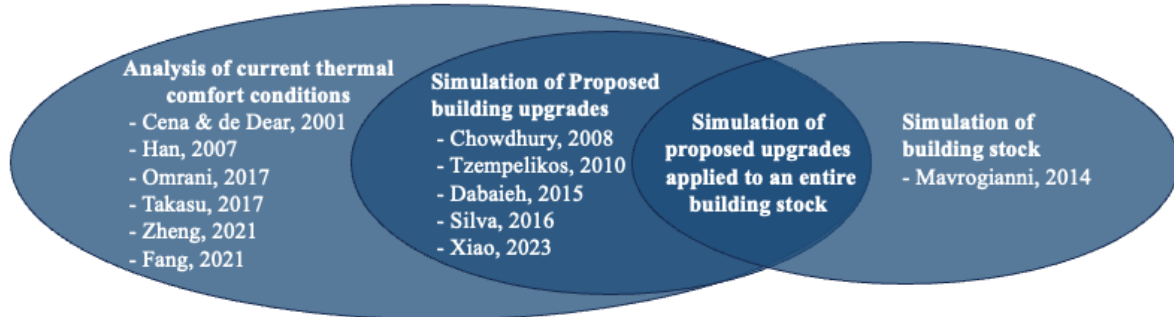 Analysis of current thermal
comfort conditions
- Cena & de Dear, 2001
- Han, 2007
- Omrani, 2017
- Takasu, 2017
- Zheng, 2021
- Fang, 2021
Simulation of Proposed
building upgrades
- Chowdhury, 2008
- Tzempelikos, 2010
- Dabaieh, 2015
- Silva, 2016
- Xiao, 2023
Simulation of
proposed upgrades
applied to an entire
building stock
Simulation of
building stock
- Mavrogianni, 2014